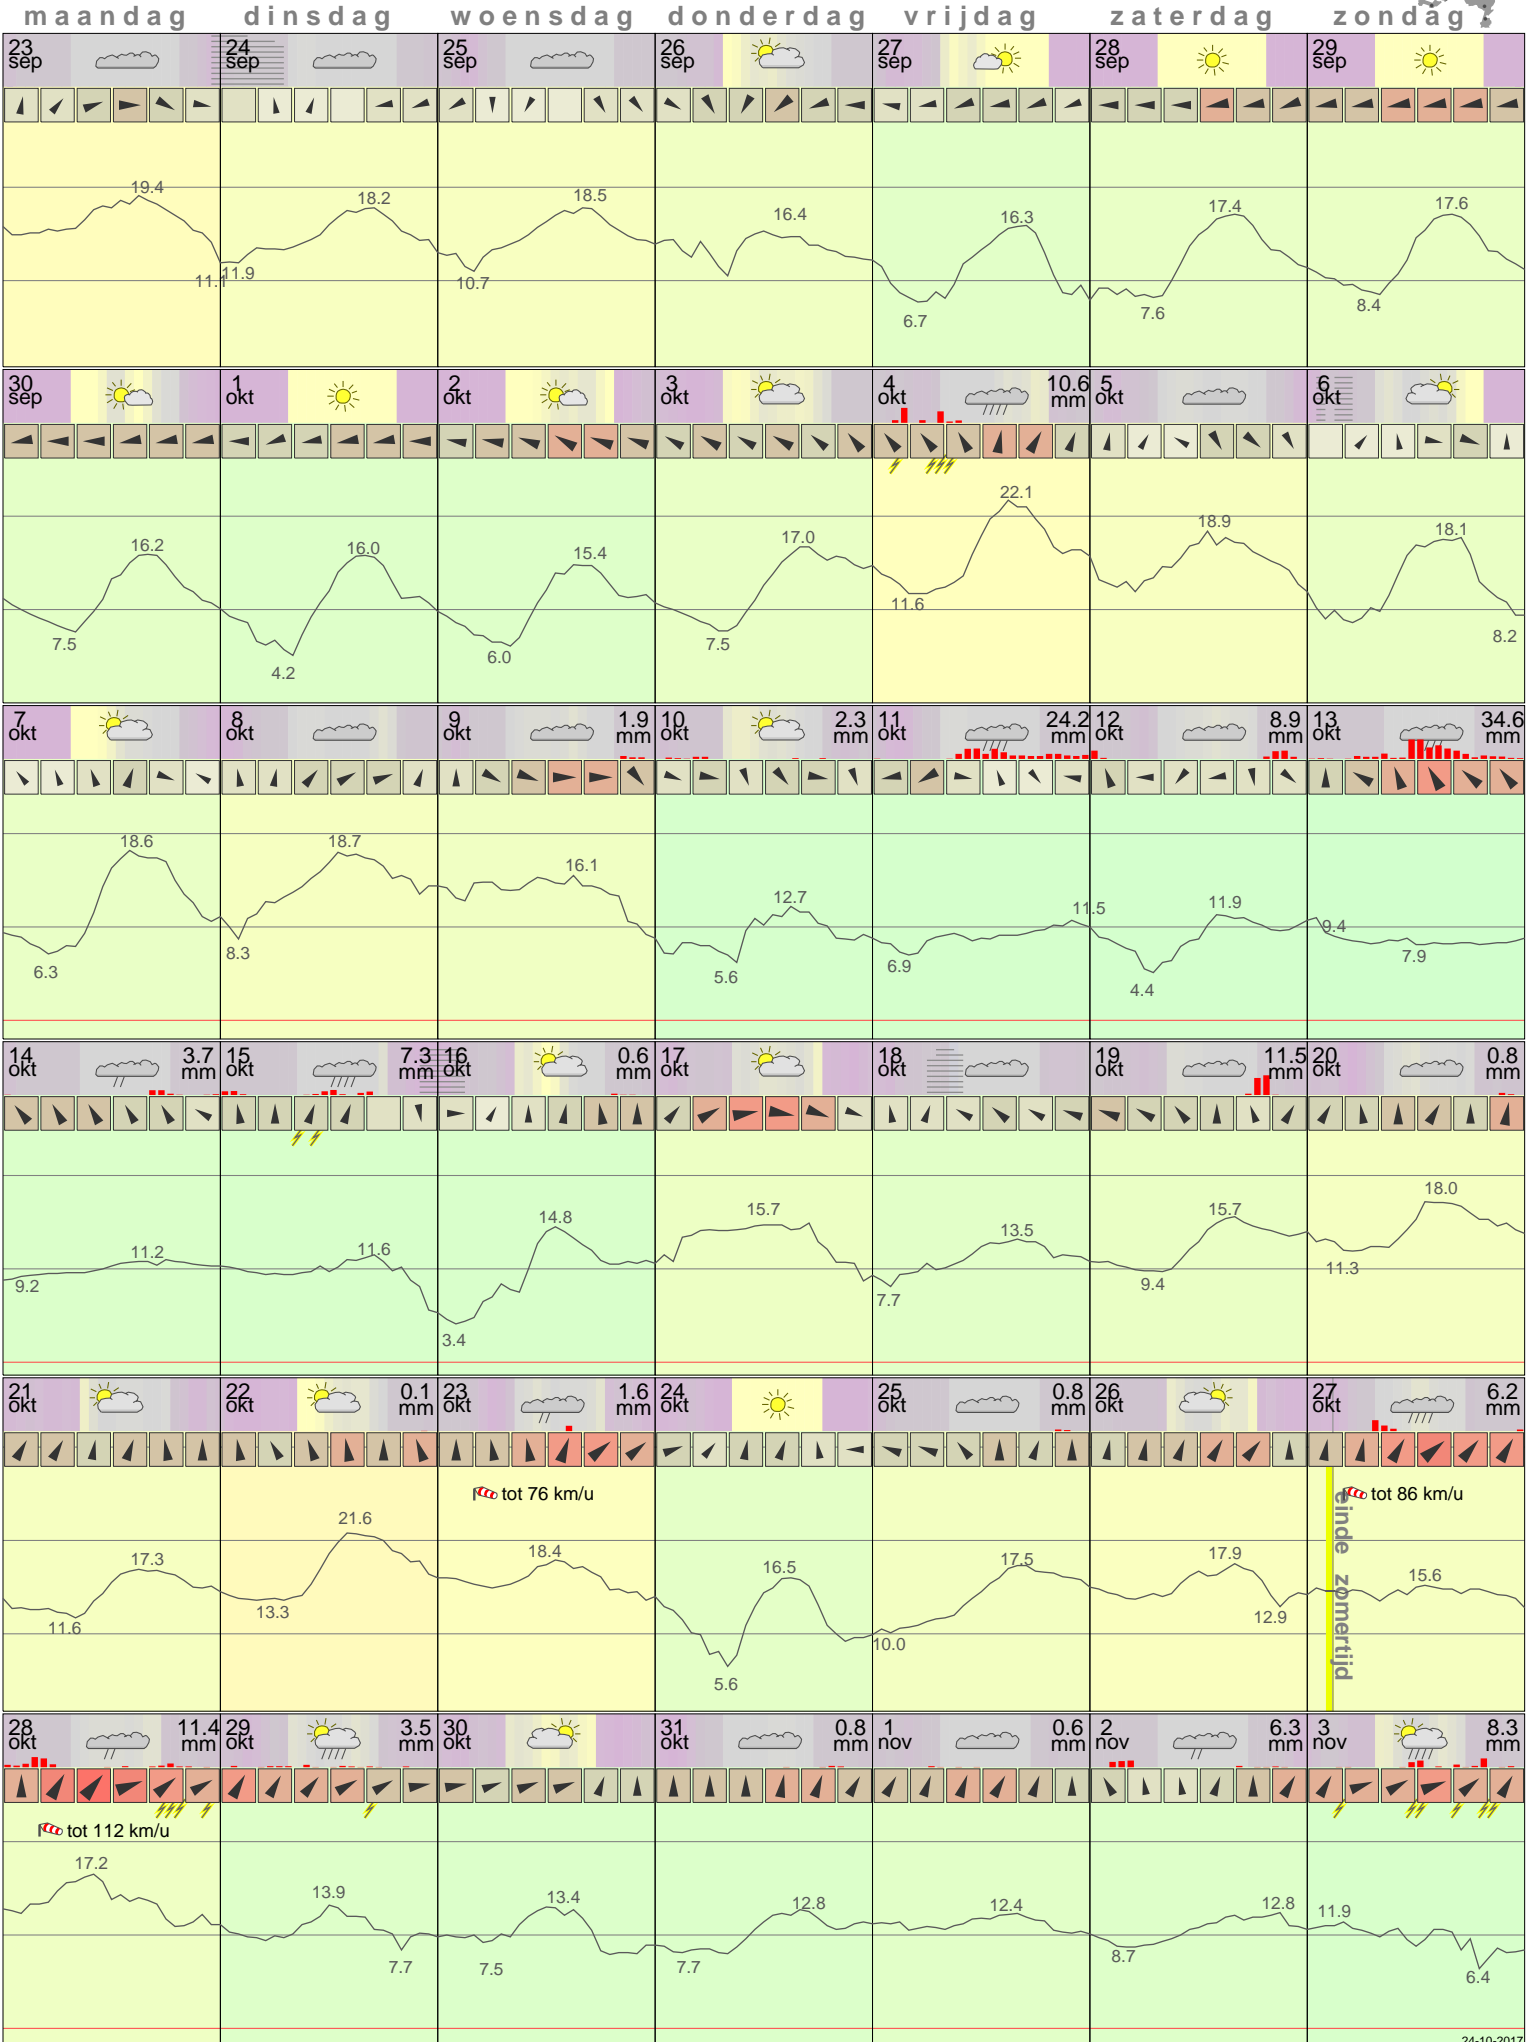 maandag dinsdag woensdag donderdag vrijdag zaterdag zondag
23 24 25 26 27 28 29
sep sep sep sep sep sep sep
19.4 18.2 18.5 16.4 16.3 17.4 17.6
11.1 11.9 10.7 6.7 7.6 8.4
30 1 2 3 4 10.6 5 6
sep okt okt okt okt mm okt okt
16.2 16.0 15.4 17.0 22.1 18.9 18.1
7.5 4.2 6.0 7.5 11.6 8.2
7 8 9 1.9 10 2.3 11 24.2 12 8.9 13 34.6
okt okt okt mm okt mm okt mm okt mm okt mm
18.6 18.7 16.1 12.7 11.5 11.9 9.4
6.3 8.3 5.6 6.9 4.4 7.9
14 3.7 15 7.3 16 0.6 17 18 19 11.5 20 0.8
okt mm okt mm okt mm okt okt okt mm okt mm
11.2 11.6 14.8 15.7 13.5 15.7 18.0
9.2 3.4 7.7 9.4 11.3
21 22 0.1 23 1.6 24 25 0.8 26 27 6.2
okt okt mm okt mm okt okt mm okt okt mm
tot 76 km/u tot 86 km/u
einde zomertijd
17.3 21.6 18.4 16.5 17.5 17.9 15.6
11.6 13.3 5.6 10.0 12.9
28 11.4 29 3.5 30 31 0.8 1 0.6 2 6.3 3 8.3
okt mm okt mm okt okt mm nov mm nov mm nov mm
tot 112 km/u
17.2 13.9 13.4 12.8 12.4 12.8 11.9
7.7 7.5 7.7 8.7 6.4
24-10-2017